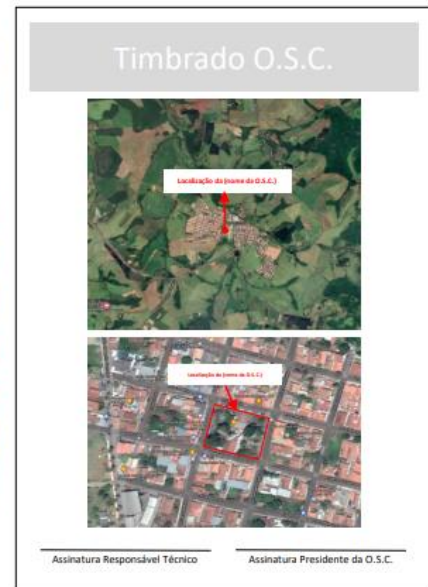 Timbrado O.S.C.
Localização da (nome da O.S.C.)
Localização da (nome da O.S.C.)
Assinatura Responsável Técnico
Assinatura Presidente da O.S.C.